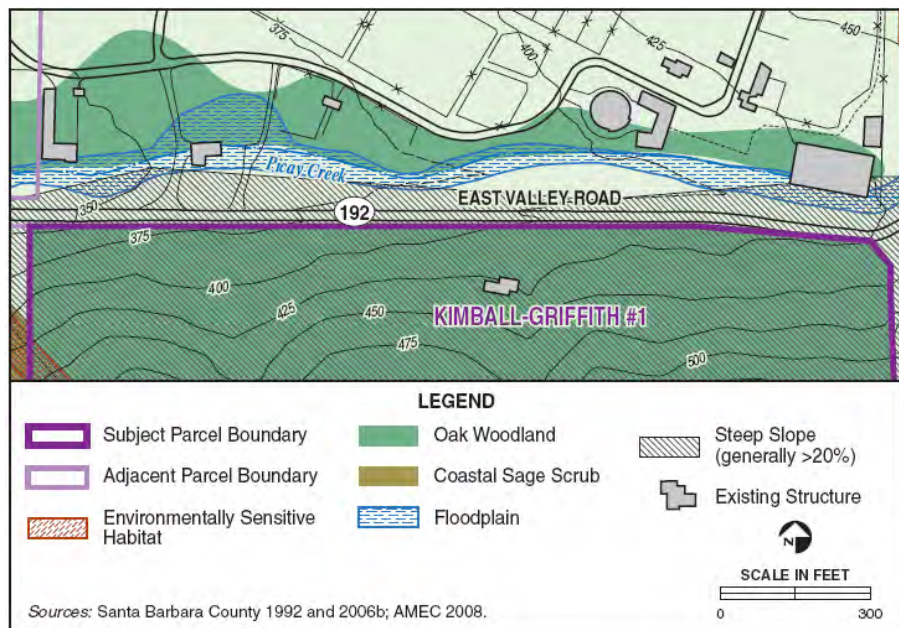 375
400
425
450
Picay Creek
EAST VALLEY ROAD
350
192
375
400
425
450
475
500
KIMBALL-GRIFFITH #1
LEGEND
Subject Parcel Boundary
Adjacent Parcel Boundary
Environmentally Sensitive
Habitat
Oak Woodland
Coastal Sage Scrub
Floodplain
Steep Slope
(generally >20%)
Existing Structure
N
SCALE IN FEET
0 300
Sources: Santa Barbara County 1992 and 2006b; AMEC 2008.